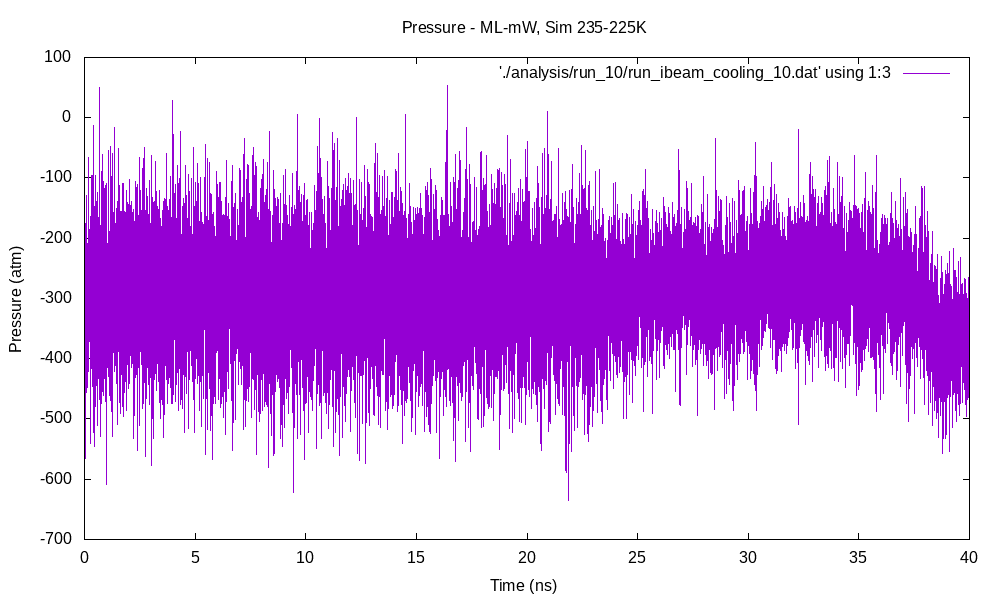 Pressure - ML-mW, Sim 235-225K
'./analysis/run_10/run_ibeam_cooling_10.dat' using 1:3
100
0
-100
-200
-300
-400
-500
-600
-700
Pressure (atm)
0 5 10 15 20 25 30 35 40
Time (ns)